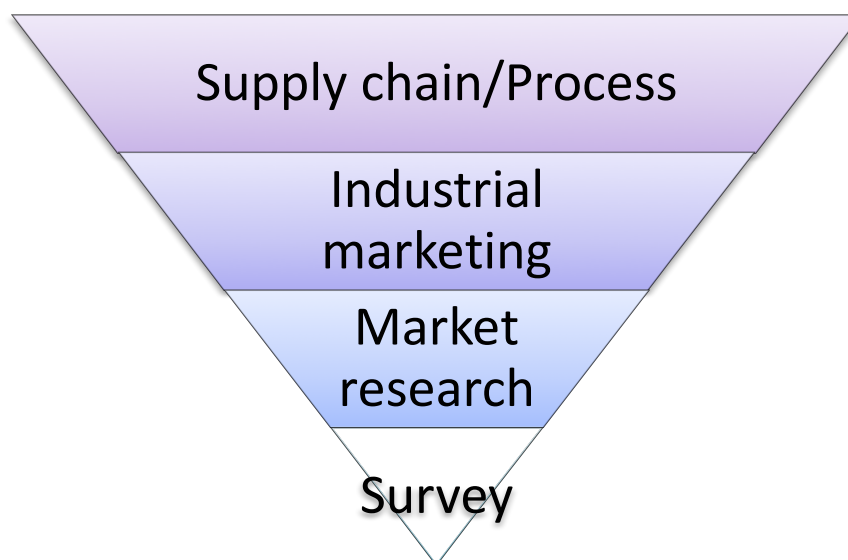 Supply chain/Process
Industrial
marketing
Market
research
Survey